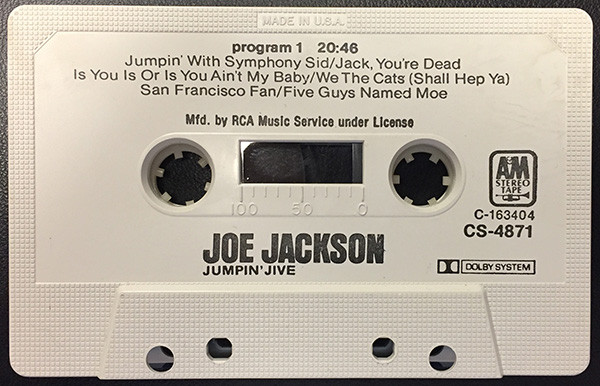 MADE IN U.S.A.
program 1 20:46
Jumpin' With Symphony Sid/Jack, You're Dead
Is You Is Or Is You Ain't My Baby/We The Cats (Shall Hep Ya)
San Francisco Fan/Five Guys Named Moe
Mfd. by RCA Music Service under License
100 50 0
AM
STEREO
TAPE
C-163404
CS-4871
JOE JACKSON
JUMPIN' JIVE
DOLBY SYSTEM